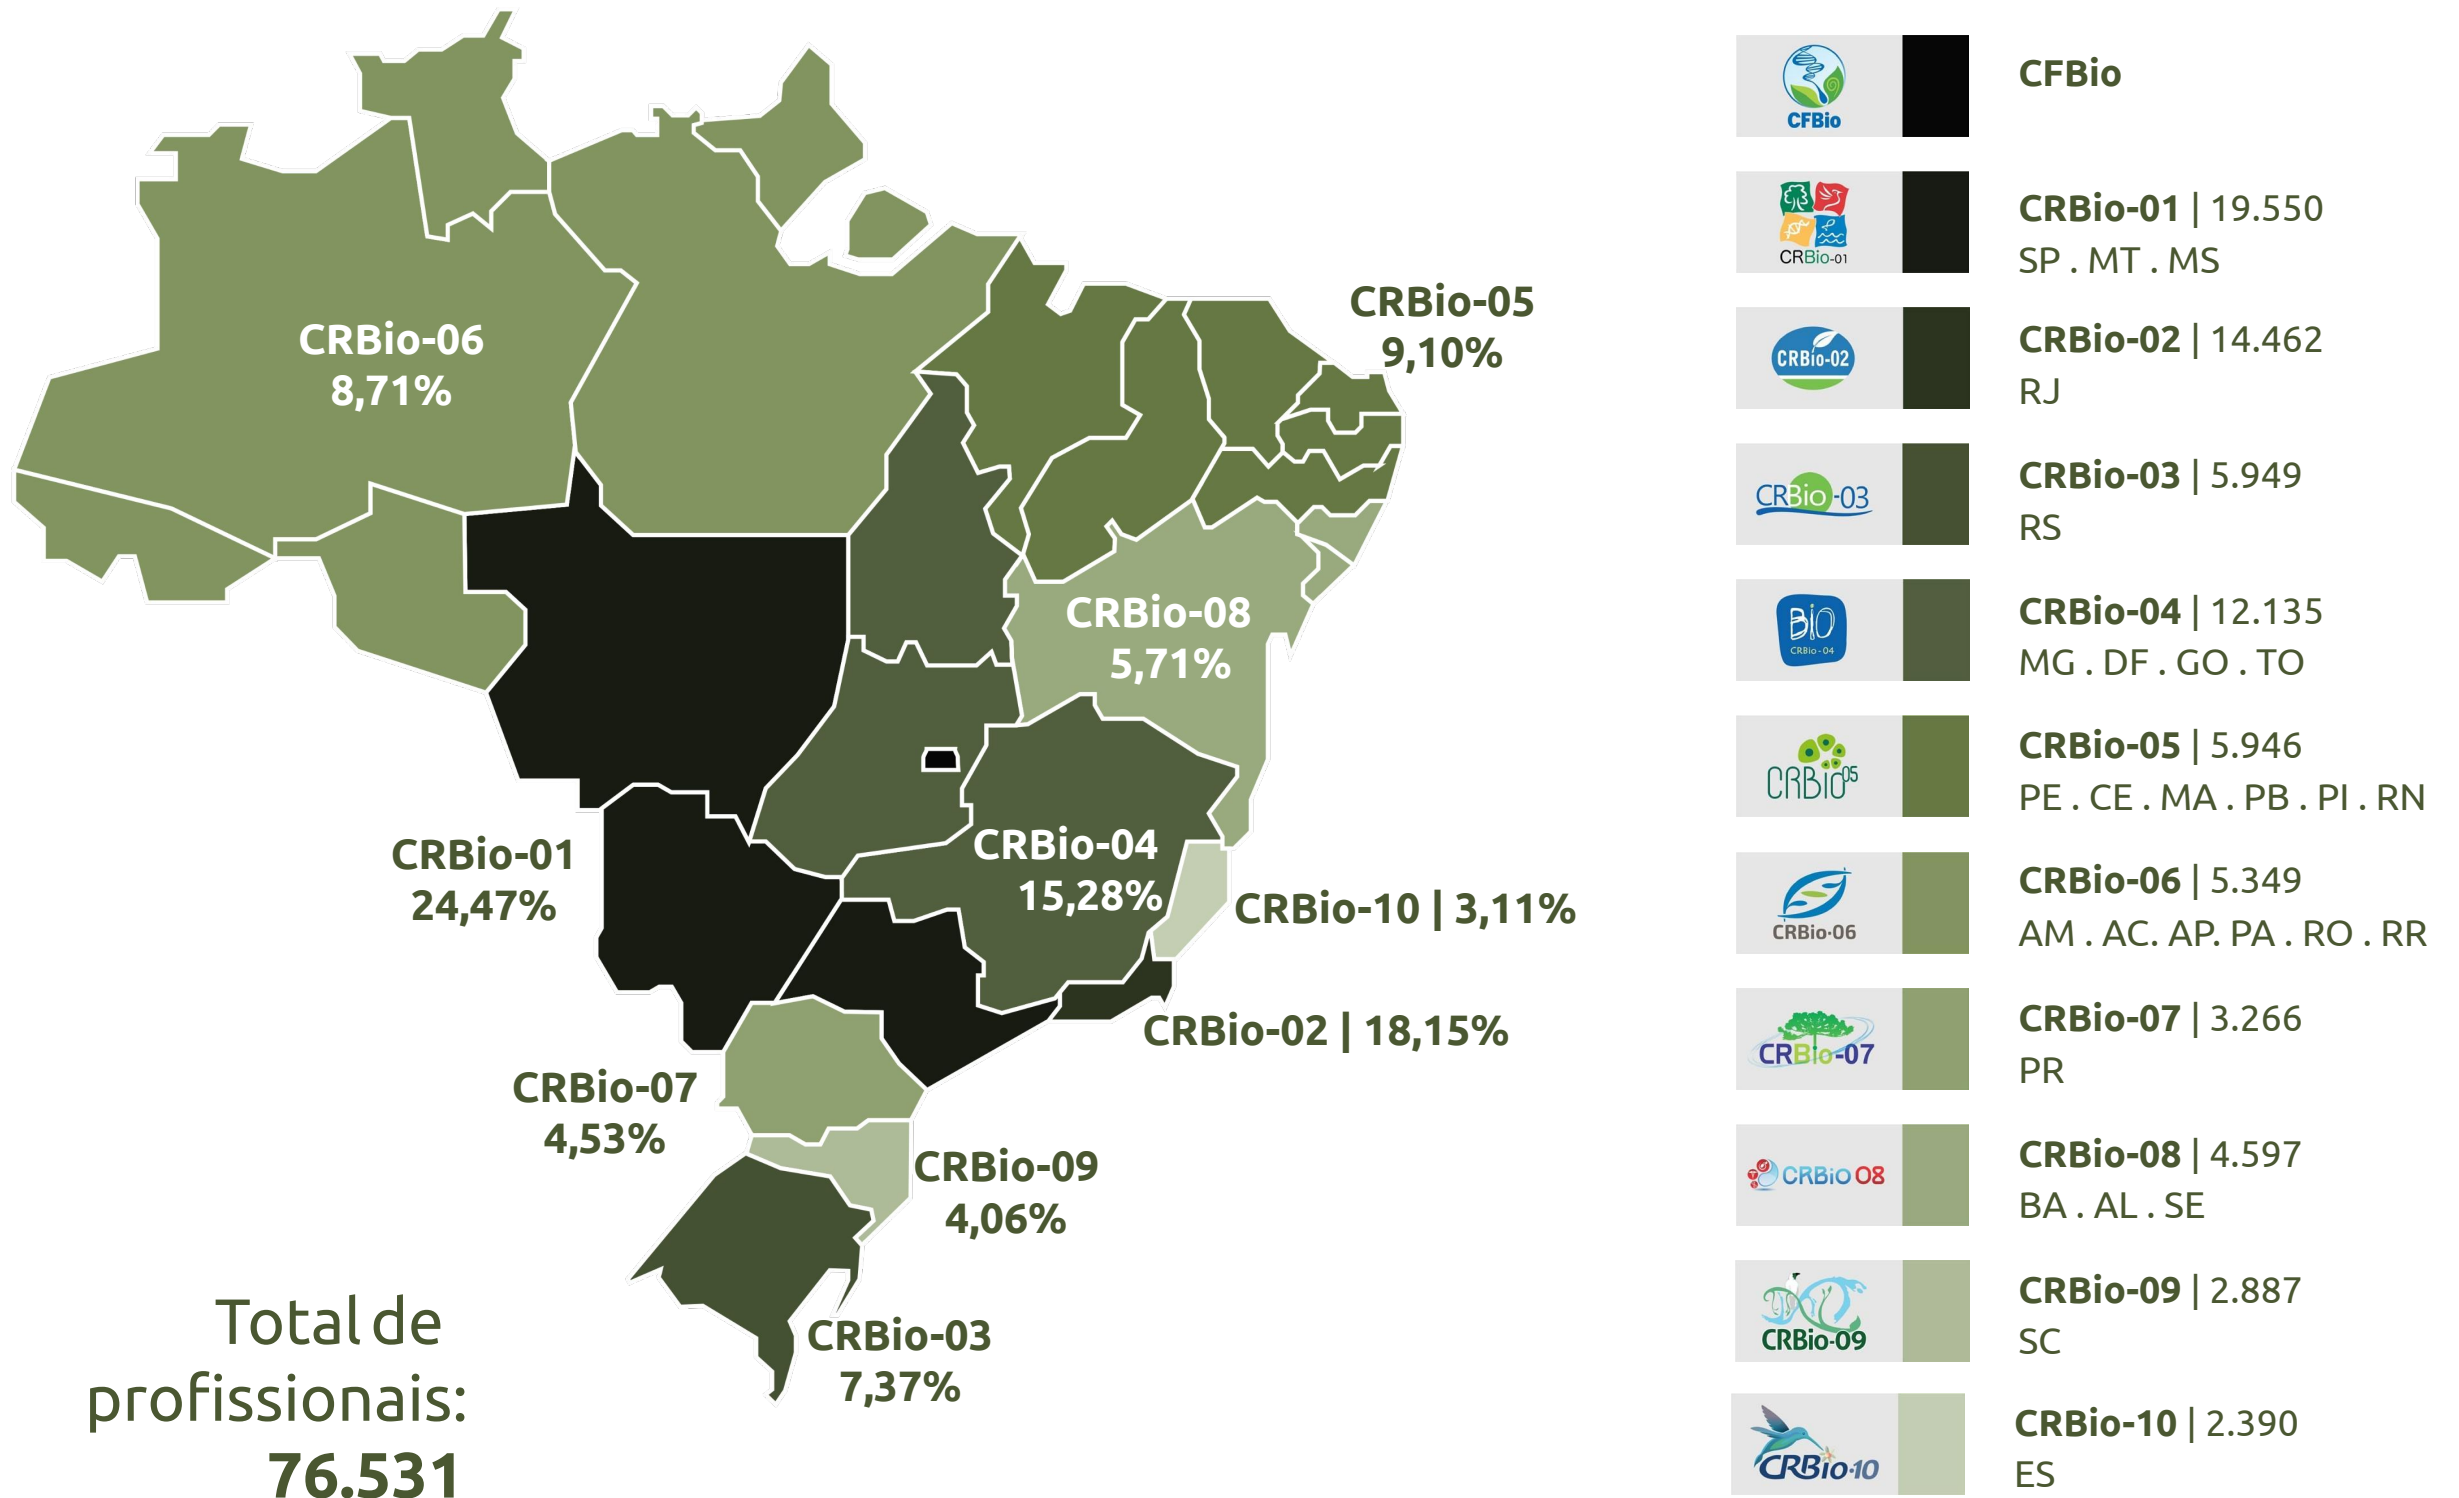 CRBio-06
8,71%
CRBio-05
9,10%
CRBio-08
5,71%
CRBio-01
24,47%
CRBio-04
15,28%
CRBio-10 | 3,11%
CRBio-02 | 18,15%
CRBio-07
4,53%
CRBio-09
4,06%
CRBio-03
7,37%
Total de
profissionais:
76.531
CFBio
CFBio
CRBio-01
CRBio-01 | 19.550
SP . MT . MS
CRBio-02
CRBio-02 | 14.462
RJ
CRBio-03
CRBio-03 | 5.949
RS
BIO
CRBio-04
CRBio-04 | 12.135
MG . DF . GO . TO
CRBIO05
CRBio-05 | 5.946
PE . CE . MA . PB . PI . RN
CRBio-06
CRBio-06 | 5.349
AM . AC. AP. PA . RO . RR
CRBio-07
CRBio-07 | 3.266
PR
CRBio 08
CRBio-08 | 4.597
BA . AL . SE
CRBio-09
CRBio-09 | 2.887
SC
CRBio-10
CRBio-10 | 2.390
ES